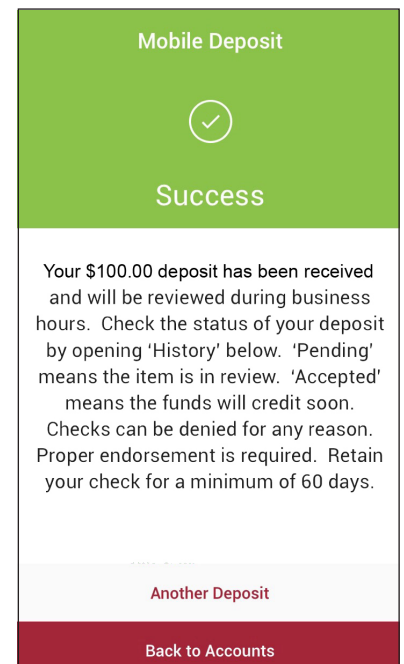 Mobile Deposit
Success
Your $100.00 deposit has been received
and will be reviewed during business
hours.  Check the status of your deposit
by opening ‘History’ below.  ‘Pending’
means the item is in review.  ‘Accepted’
means the funds will credit soon.
Checks can be denied for any reason.
Proper endorsement is required.  Retain
your check for a minimum of 60 days.
Another Deposit
Back to Accounts